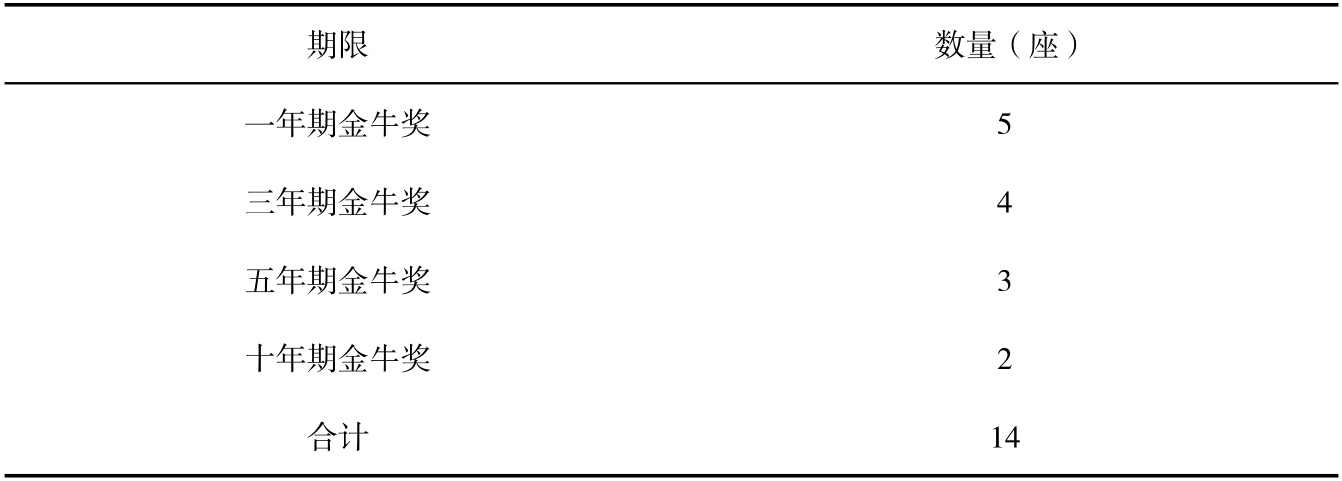 期限 数量（座）
一年期金牛奖 5
三年期金牛奖 4
五年期金牛奖 3
十年期金牛奖 2
合计 14